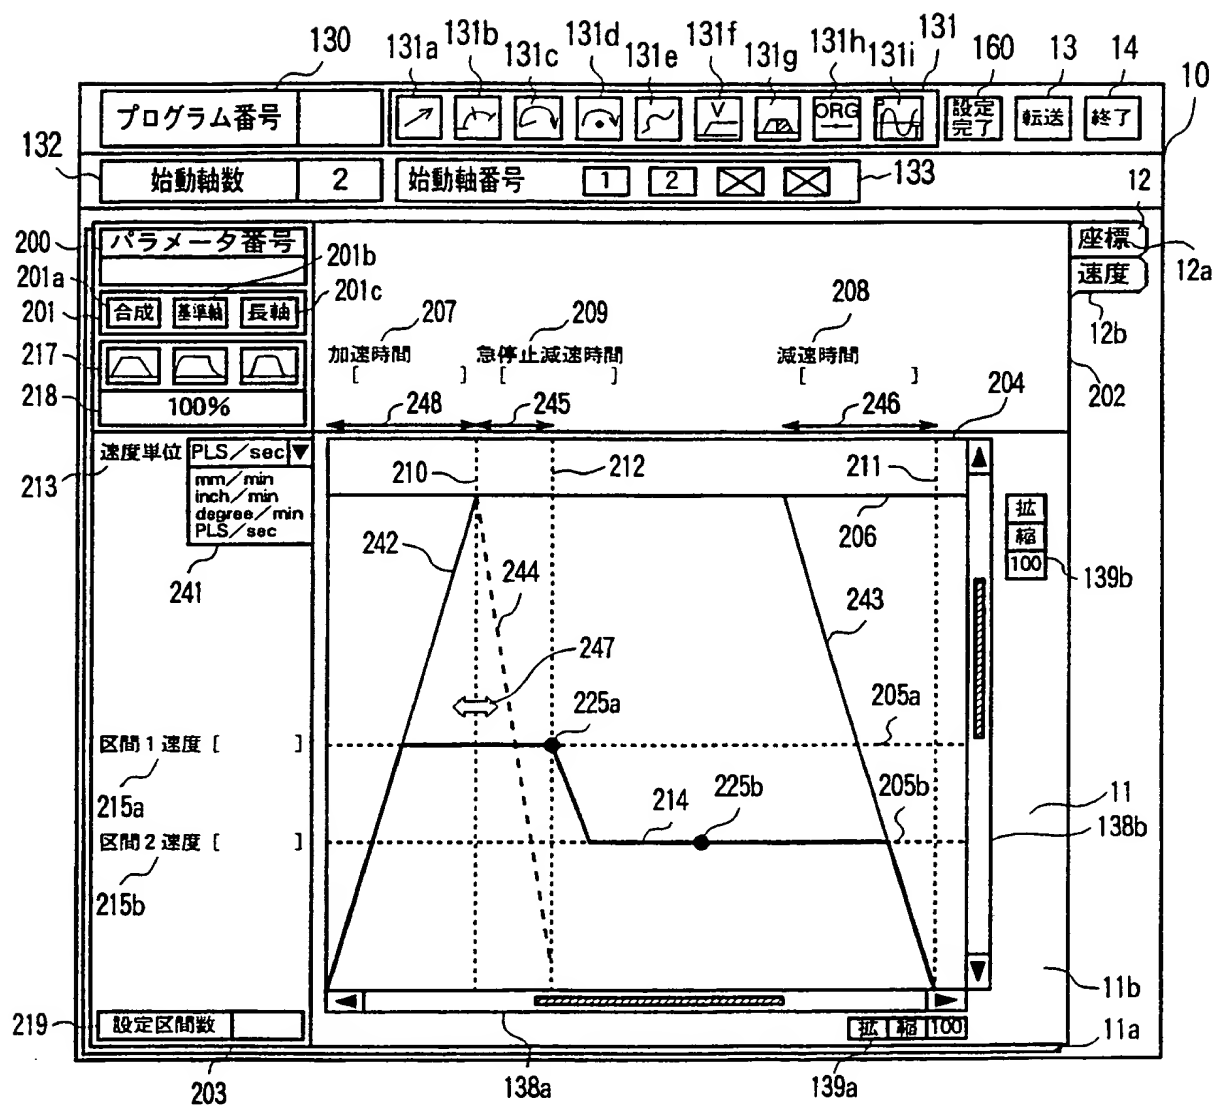 130
131a
131b
131c
131d
131e
131f
131g
131h
131i
131
160
13
14
10
プログラム番号
V
ORG
設定
完了
転送
終了
132
始動軸数
2
始動軸番号
1
2
133
12
200
パラメータ番号
座標
12a
201a
201b
201c
速度
12b
201
合成
基準軸
長軸
207
209
208
217
加速時間
[ ]
急停止減速時間
[ ]
減速時間
[ ]
202
218
100%
248
245
246
204
213
速度単位
PLS/sec ▼
mm/min
inch/min
degree/min
PLS/sec
241
210
212
211
206
拡
縮
100
139b
242
244
243
247
225a
205a
区間1速度 [ ]
215a
214
225b
205b
11
138b
区間2速度 [ ]
215b
11b
219
設定区間数
拡 縮 100
11a
203
138a
139a